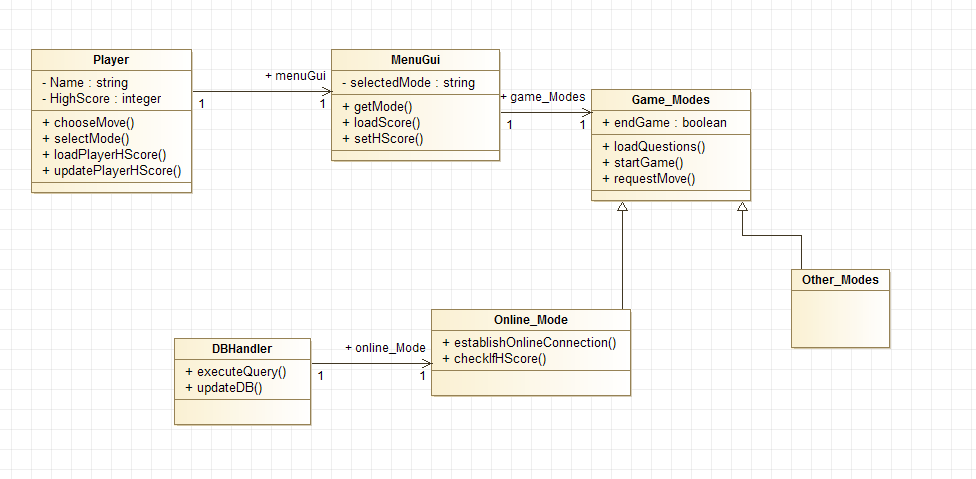 Player
- Name : string
- HighScore : integer
+ chooseMove()
+ selectMode()
+ loadPlayerHScore()
+ updatePlayerHScore()
+ menuGui
1
1
MenuGui
- selectedMode : string
+ getMode()
+ loadScore()
+ setHScore()
+ game_Modes
1
1
Game_Modes
+ endGame : boolean
+ loadQuestions()
+ startGame()
+ requestMove()
Other_Modes
Online_Mode
+ establishOnlineConnection()
+ checkIfHScore()
DBHandler
+ executeQuery()
+ updateDB()
+ online_Mode
1
1